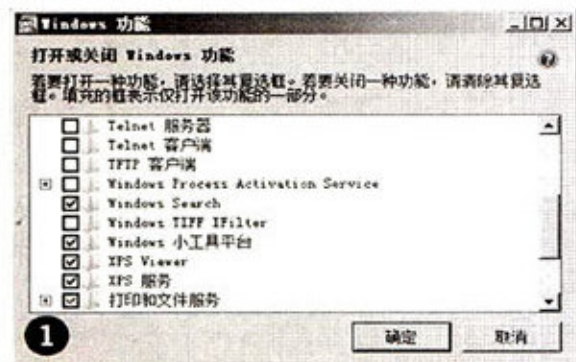 Windows 功能
打开或关闭 Windows 功能
若要打开一种功能，请选择其复选框。若要关闭一种功能，请清除其复选
框。填充的框表示仅打开该功能的一部分。
Telnet 服务器
Telnet 客户端
TFTP 客户端
Windows Process Activation Service
Windows Search
Windows TIFF IFilter
Windows 小工具平台
XPS Viewer
XPS 服务
打印和文件服务
1
确定
取消